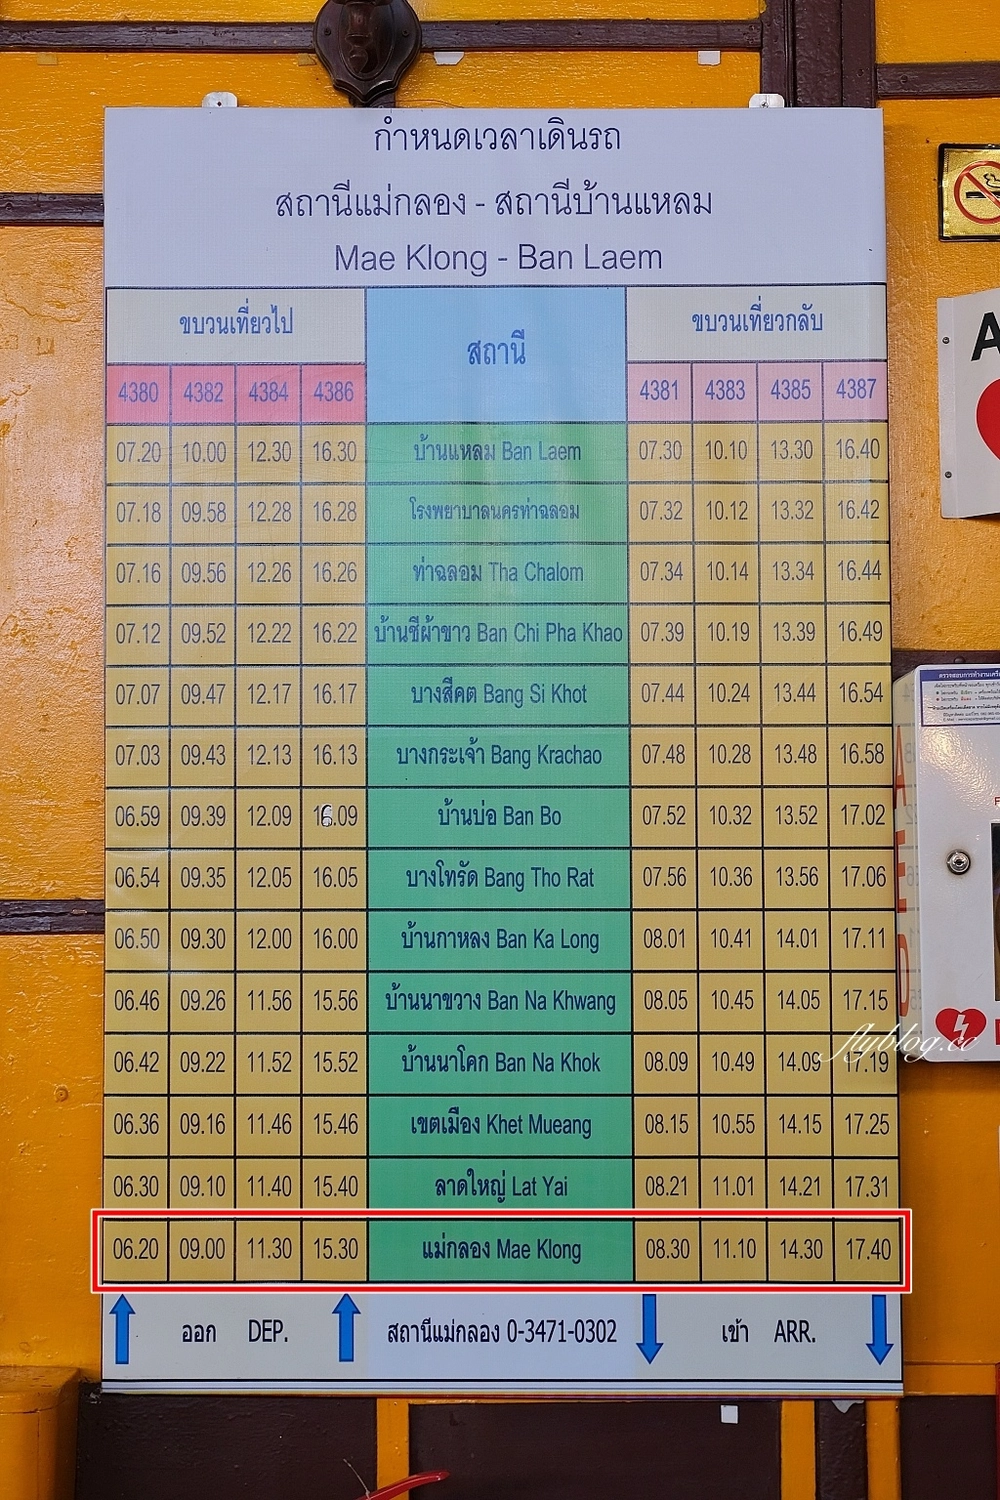 กำหนดเวลาเดินรถ
สถานีแม่กลอง - สถานีบ้านแหลม
Mae Klong - Ban Laem
ขบวนเที่ยวไป สถานี ขบวนเที่ยวกลับ
4380 4382 4384 4386 4381 4383 4385 4387
07.20 10.00 12.30 16.30 บ้านแหลม Ban Laem 07.30 10.10 13.30 16.40
07.18 09.58 12.28 16.28 โรงพยาบาลนครท่าฉลอม 07.32 10.12 13.32 16.42
07.16 09.56 12.26 16.26 ท่าฉลอม Tha Chalom 07.34 10.14 13.34 16.44
07.12 09.52 12.22 16.22 บ้านชีผ้าขาว Ban Chi Pha Khao 07.39 10.19 13.39 16.49
07.07 09.47 12.17 16.17 บางสีคต Bang Si Khot 07.44 10.24 13.44 16.54
07.03 09.43 12.13 16.13 บางกระเจ้า Bang Krachao 07.48 10.28 13.48 16.58
06.59 09.39 12.09 16.09 บ้านบ่อ Ban Bo 07.52 10.32 13.52 17.02
06.54 09.35 12.05 16.05 บางโทรัด Bang Tho Rat 07.56 10.36 13.56 17.06
06.50 09.30 12.00 16.00 บ้านกาหลง Ban Ka Long 08.01 10.41 14.01 17.11
06.46 09.26 11.56 15.56 บ้านนาขวาง Ban Na Khwang 08.05 10.45 14.05 17.15
06.42 09.22 11.52 15.52 บ้านนาโคก Ban Na Khok 08.09 10.49 14.09 17.19
06.36 09.16 11.46 15.46 เขตเมือง Khet Mueang 08.15 10.55 14.15 17.25
06.30 09.10 11.40 15.40 ลาดใหญ่ Lat Yai 08.21 11.01 14.21 17.31
06.20 09.00 11.30 15.30 แม่กลอง Mae Klong 08.30 11.10 14.30 17.40
ออก DEP. สถานีแม่กลอง 0-3471-0302 เข้า ARR.
flyblog.cc